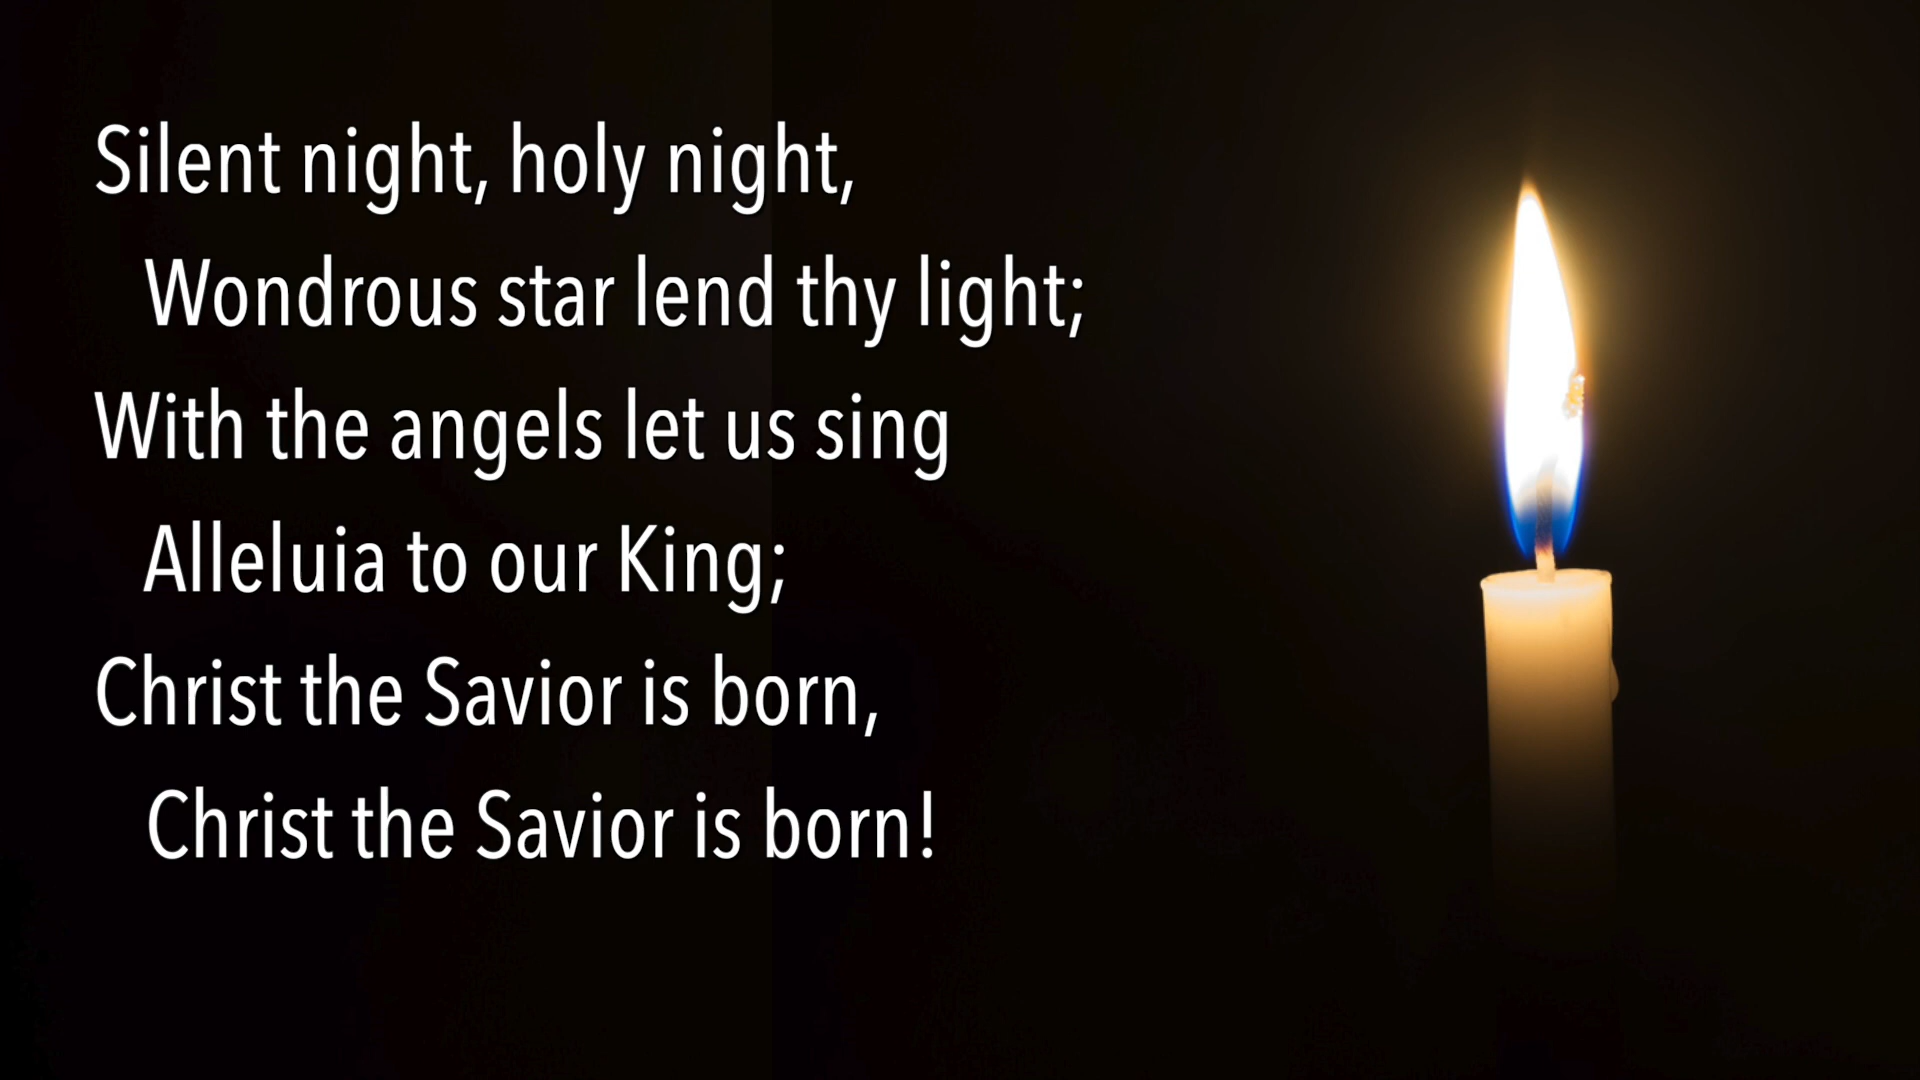 Silent night, holy night,
Wondrous star lend thy light;
With the angels let us sing
Alleluia to our King;
Christ the Savior is born,
Christ the Savior is born!